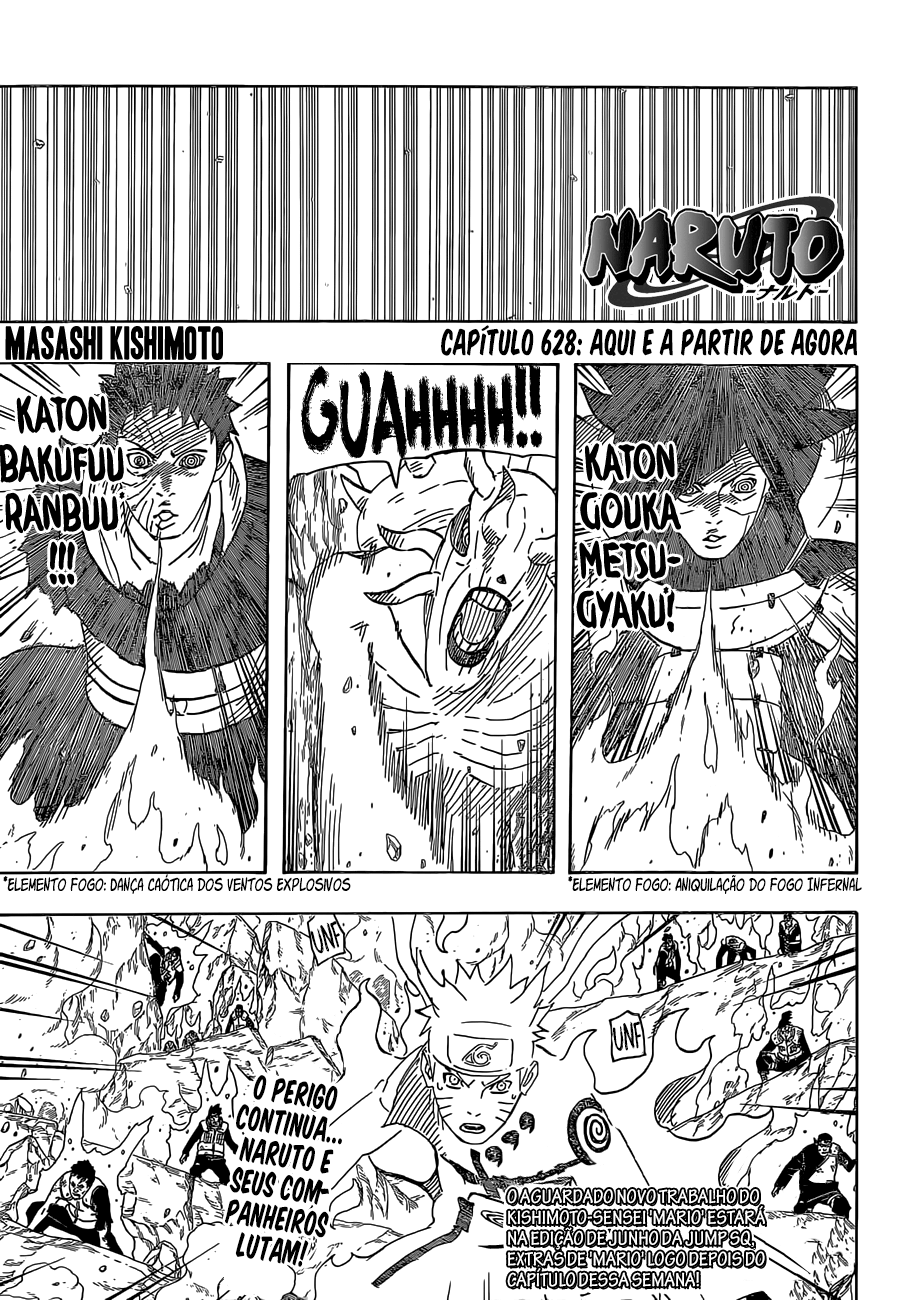 NARUTO
-ナルト-
MASASHI KISHIMOTO
CAPÍTULO 628: AQUI E A PARTIR DE AGORA
KATON
GOUKA
METSU-
GYAKU!
GUAHHHH!!
KATON
BAKUFUU
RANBUU
!!!
*ELEMENTO FOGO: ANIQUILAÇÃO DO FOGO INFERNAL
*ELEMENTO FOGO: DANÇA CAÓTICA DOS VENTOS EXPLOSIVOS
UNF
UNF
O PERIGO
CONTINUA...
NARUTO E
SEUS COM-
PANHEIROS
LUTAM!
O AGUARDADO NOVO TRABALHO DO
KISHIMOTO-SENSEI 'MARIO' ESTARÁ
NA EDIÇÃO DE JUNHO DA JUMP SQ,
EXTRAS DE 'MARIO' LOGO DEPOIS DO
CAPÍTULO DESSA SEMANA!